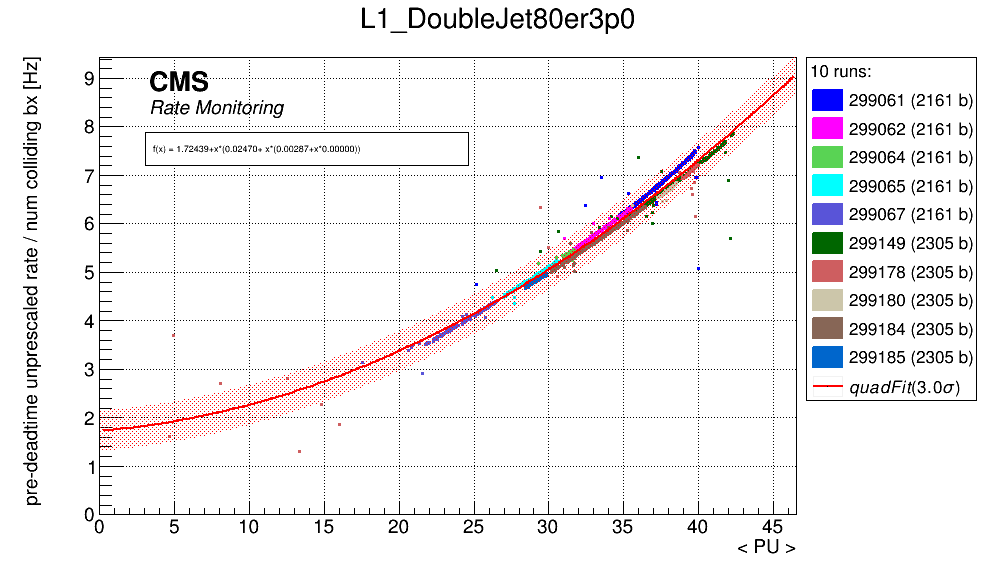 L1_DoubleJet80er3p0
pre-deadtime unprescaled rate / num colliding bx [Hz]
CMS
Rate Monitoring
f(x) = 1.72439+x*(0.02470+ x*(0.00287+x*0.00000))
9
8
7
6
5
4
3
2
1
0
0 5 10 15 20 25 30 35 40 45
< PU >
10 runs:
299061 (2161 b)
299062 (2161 b)
299064 (2161 b)
299065 (2161 b)
299067 (2161 b)
299149 (2305 b)
299178 (2305 b)
299180 (2305 b)
299184 (2305 b)
299185 (2305 b)
quadFit(3.0σ)